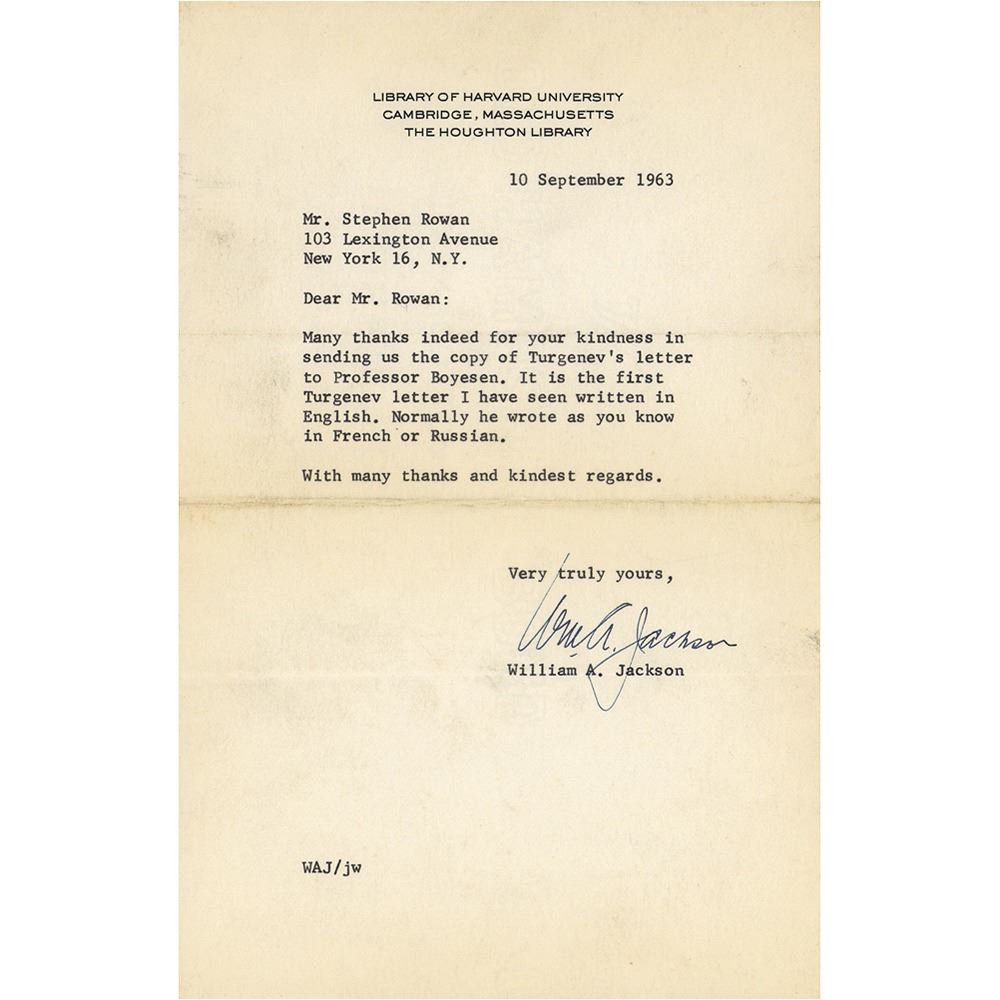 LIBRARY OF HARVARD UNIVERSITY
CAMBRIDGE, MASSACHUSETTS
THE HOUGHTON LIBRARY
10 September 1963
Mr. Stephen Rowan
103 Lexington Avenue
New York 16, N.Y.
Dear Mr. Rowan:
Many thanks indeed for your kindness in
sending us the copy of Turgenev's letter
to Professor Boyesen. It is the first
Turgenev letter I have seen written in
English. Normally he wrote as you know
in French or Russian.
With many thanks and kindest regards.
Very truly yours,
Wm A. Jackson
William A. Jackson
WAJ/jw